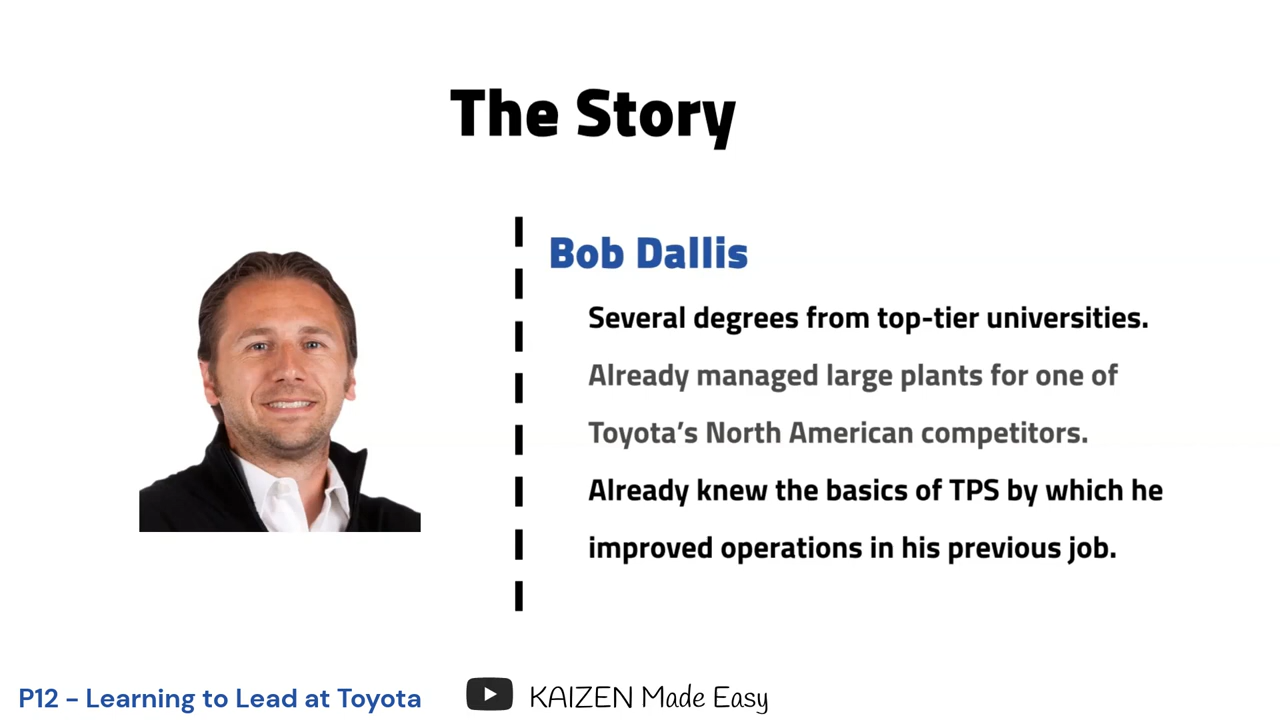 The Story
Bob Dallis
Several degrees from top-tier universities.
Already managed large plants for one of
Toyota's North American competitors.
Already knew the basics of TPS by which he
improved operations in his previous job.
P12 - Learning to Lead at Toyota
KAIZEN Made Easy